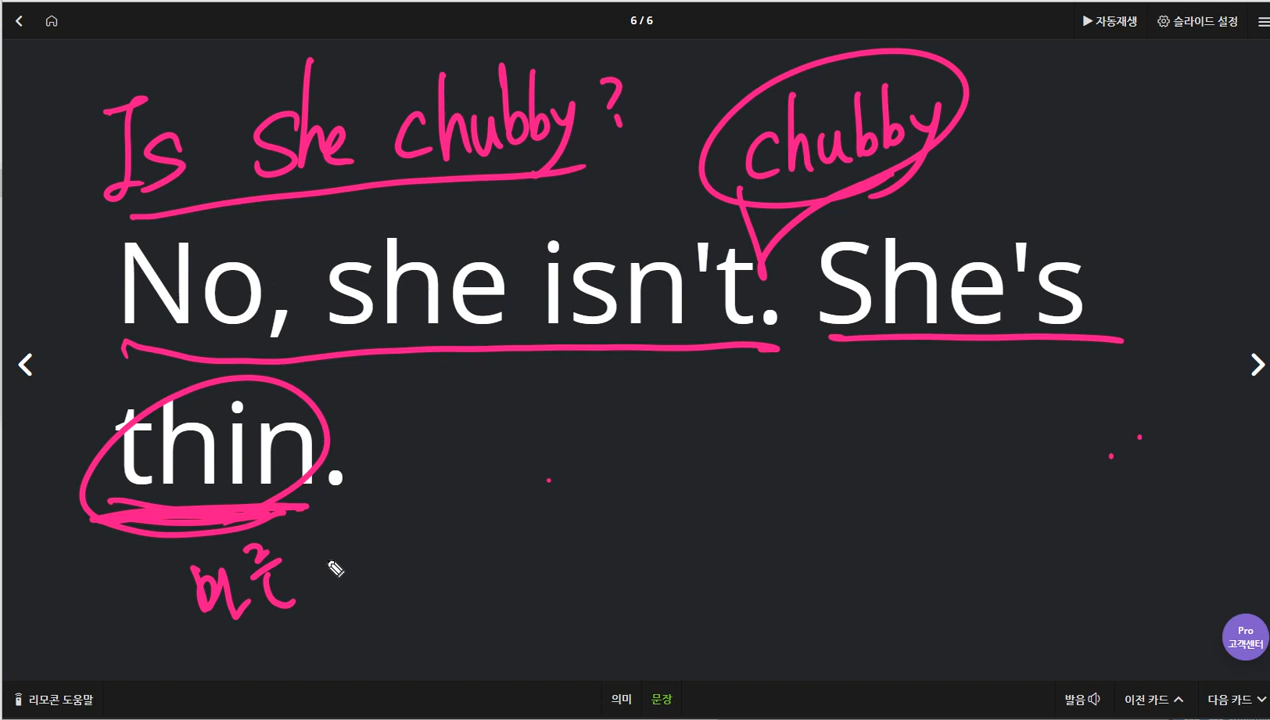 6 / 6
▶ 자동재생
슬라이드 설정
Is she chubby?
chubby
No, she isn't. She's
thin.
Pro
고객센터
리모콘 도움말
의미
문장
발음
이전 카드
다음 카드